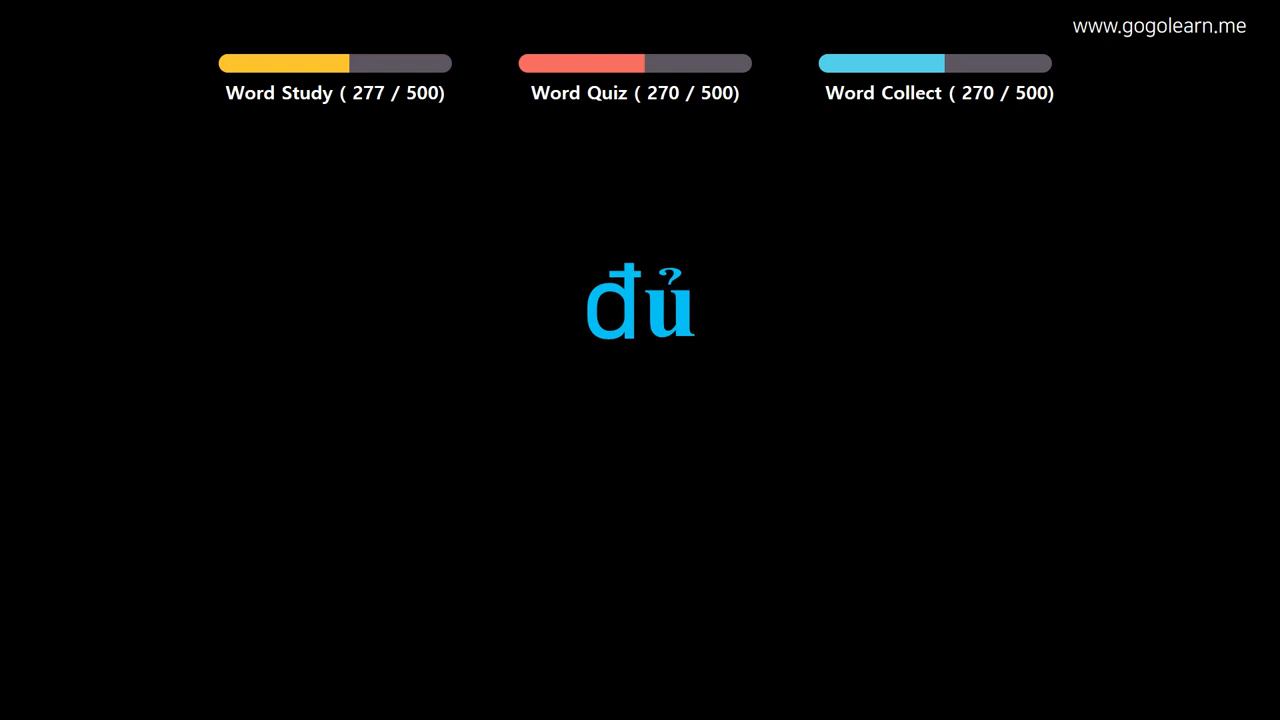 www.gogolearn.me
Word Study ( 277 / 500)
Word Quiz ( 270 / 500)
Word Collect ( 270 / 500)
đủ